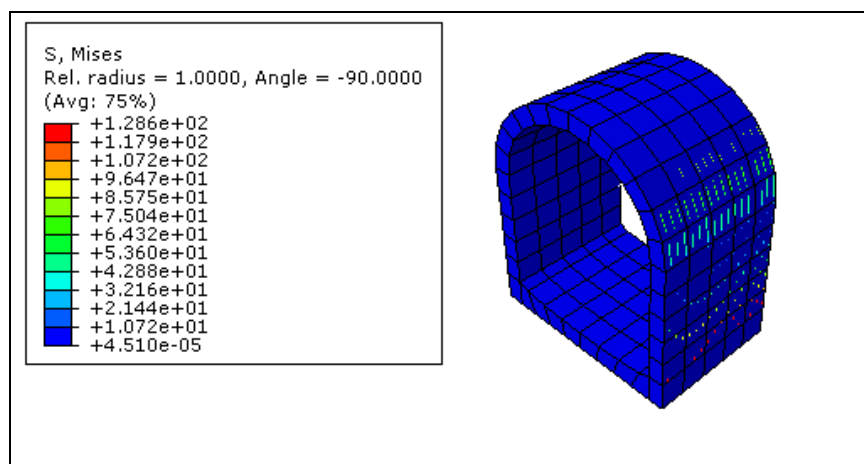 S, Mises
Rel. radius = 1.0000, Angle = -90.0000
(Avg: 75%)
+1.286e+02
+1.179e+02
+1.072e+02
+9.647e+01
+8.575e+01
+7.504e+01
+6.432e+01
+5.360e+01
+4.288e+01
+3.216e+01
+2.144e+01
+1.072e+01
+4.510e-05